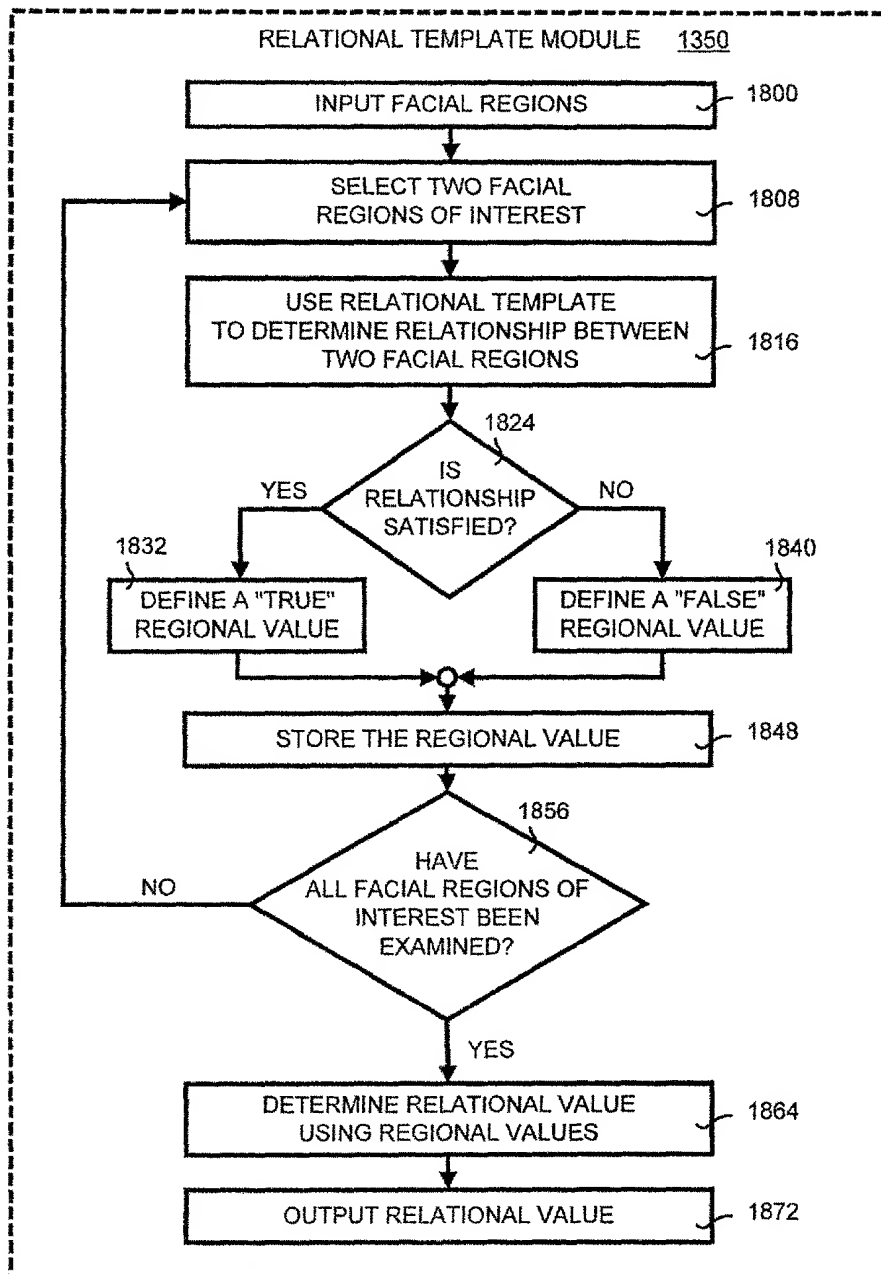 RELATIONAL TEMPLATE MODULE 1350
INPUT FACIAL REGIONS
1800
SELECT TWO FACIAL
REGIONS OF INTEREST
1808
USE RELATIONAL TEMPLATE
TO DETERMINE RELATIONSHIP BETWEEN
TWO FACIAL REGIONS
1816
1824
IS
RELATIONSHIP
SATISFIED?
YES
NO
1832
DEFINE A "TRUE"
REGIONAL VALUE
1840
DEFINE A "FALSE"
REGIONAL VALUE
STORE THE REGIONAL VALUE
1848
1856
HAVE
ALL FACIAL REGIONS OF
INTEREST BEEN
EXAMINED?
NO
YES
DETERMINE RELATIONAL VALUE
USING REGIONAL VALUES
1864
OUTPUT RELATIONAL VALUE
1872